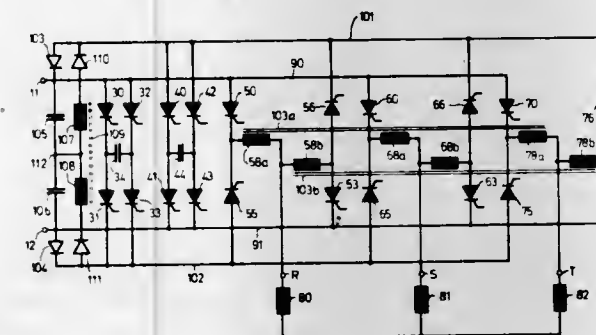 101
103 110
90
11
30 32 40 42 50 56 60 66 70 76
105 107 109 103a
112 58a 58b 68a 68b 78a 78b
108 34 44 103b
106 31 33 41 43 55 53 65 63 75
12 91
104 111 102
R S T
80 81 82